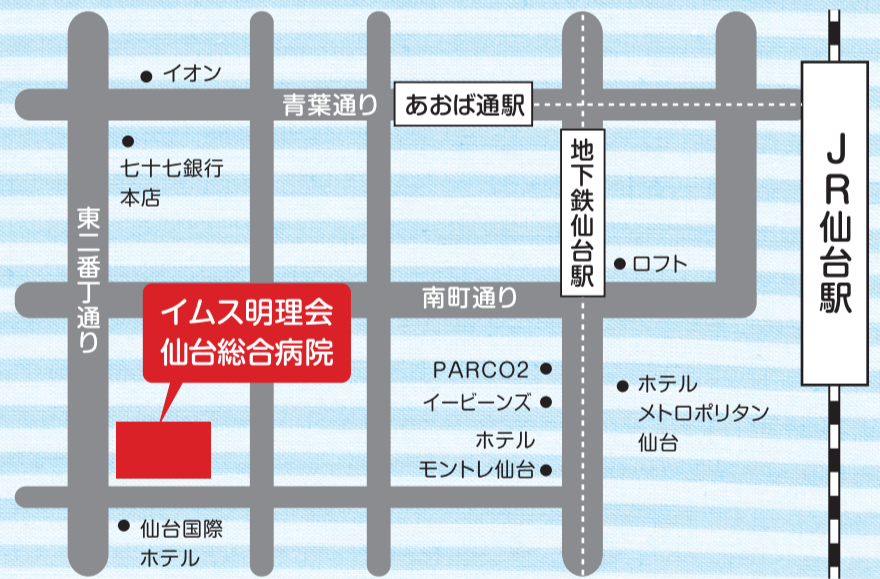 イオン
青葉通り
あおば通駅
七十七銀行
本店
地下鉄仙台駅
JR仙台駅
東二番丁通り
ロフト
南町通り
イムス明理会
仙台総合病院
PARCO2
イービーンズ
ホテル
モントレ仙台
ホテル
メトロポリタン
仙台
仙台国際
ホテル